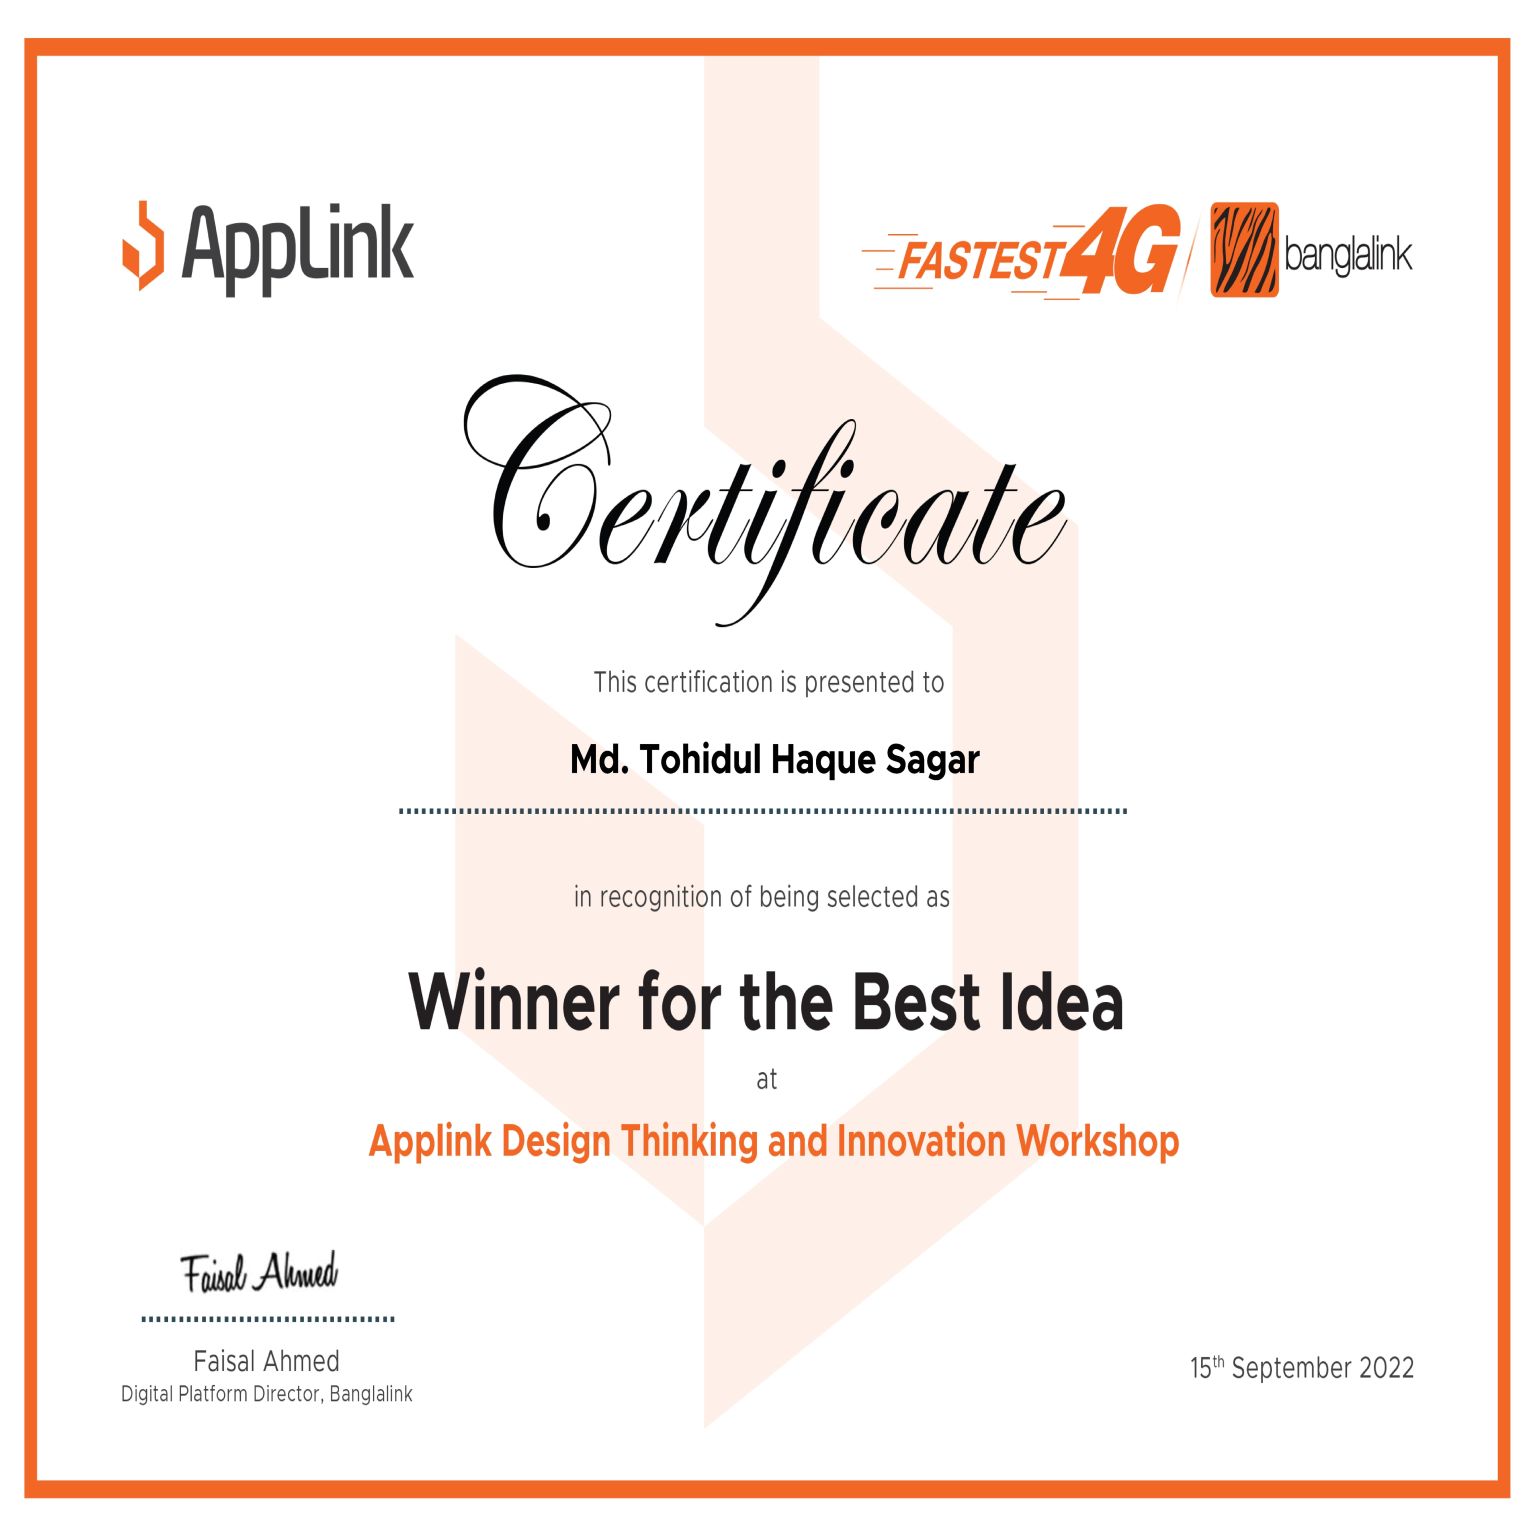 AppLink
FASTEST 4G
banglalink
Certificate
This certification is presented to
Md. Tohidul Haque Sagar
in recognition of being selected as
Winner for the Best Idea
at
Applink Design Thinking and Innovation Workshop
Faisal Ahmed
Faisal Ahmed
Digital Platform Director, Banglalink
15th September 2022